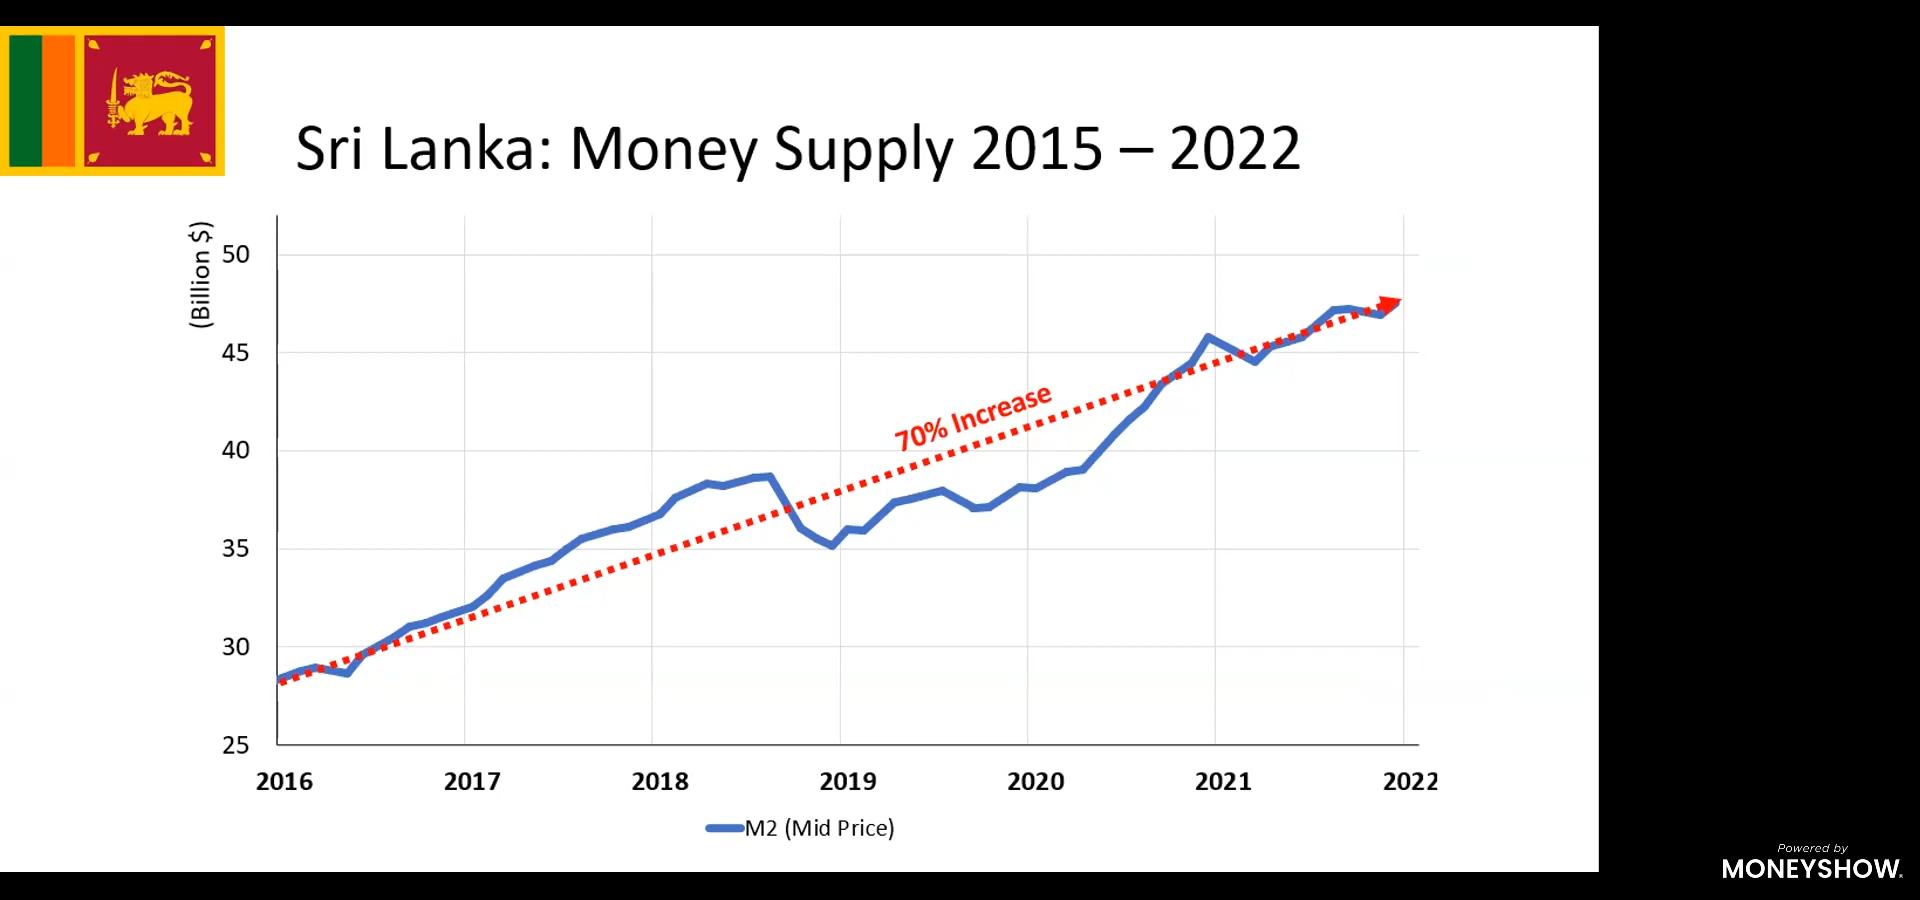 Sri Lanka: Money Supply 2015 – 2022
(Billion $)
50
45
40
35
30
25
70% Increase
2016 2017 2018 2019 2020 2021 2022
M2 (Mid Price)
Powered by
MONEYSHOW.